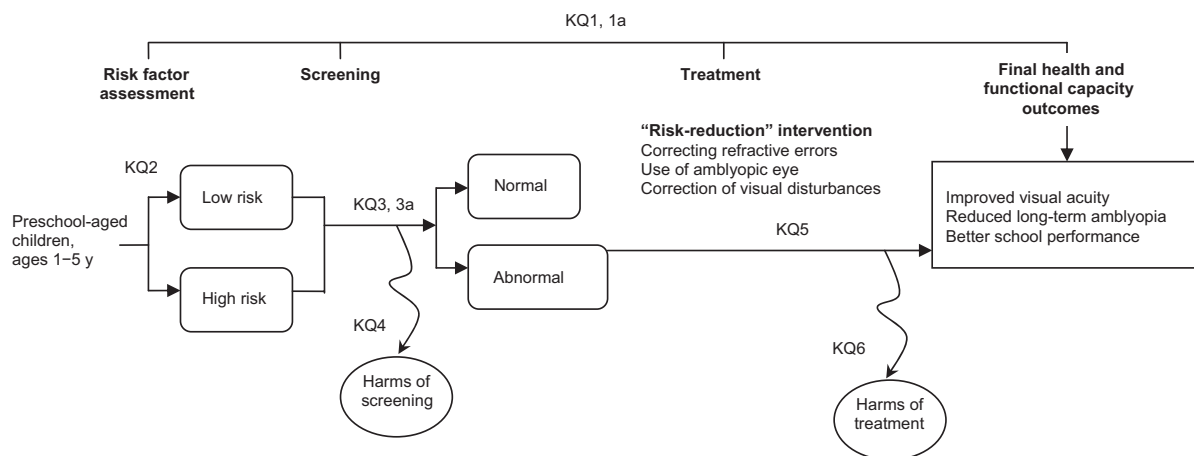 KQ1, 1a
Risk factor
assessment
Screening
Treatment
Final health and
functional capacity
outcomes
“Risk-reduction” intervention
Correcting refractive errors
Use of amblyopic eye
Correction of visual disturbances
KQ2
Low risk
High risk
Preschool-aged
children,
ages 1–5 y
KQ3, 3a
Normal
Abnormal
KQ5
Improved visual acuity
Reduced long-term amblyopia
Better school performance
KQ4
Harms of
screening
KQ6
Harms of
treatment